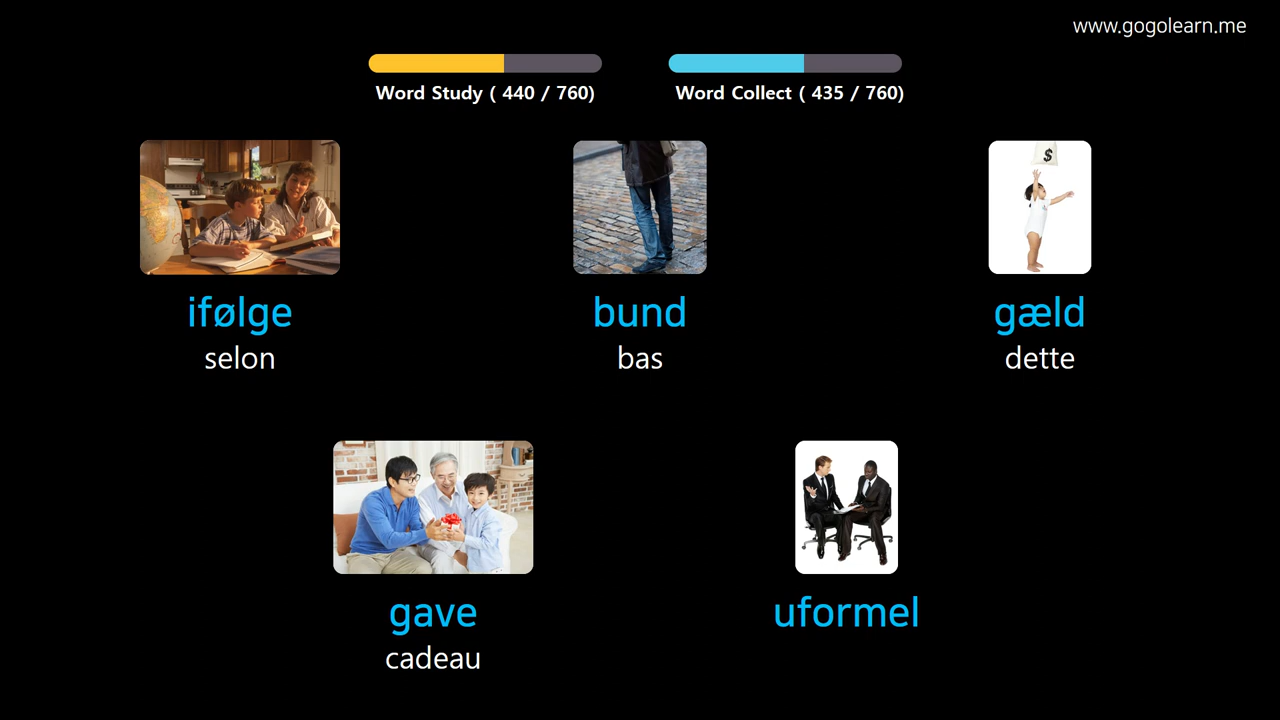 www.gogolearn.me
Word Study ( 440 / 760)
Word Collect ( 435 / 760)
$
ifølge
selon
bund
bas
gæld
dette
gave
cadeau
uformel